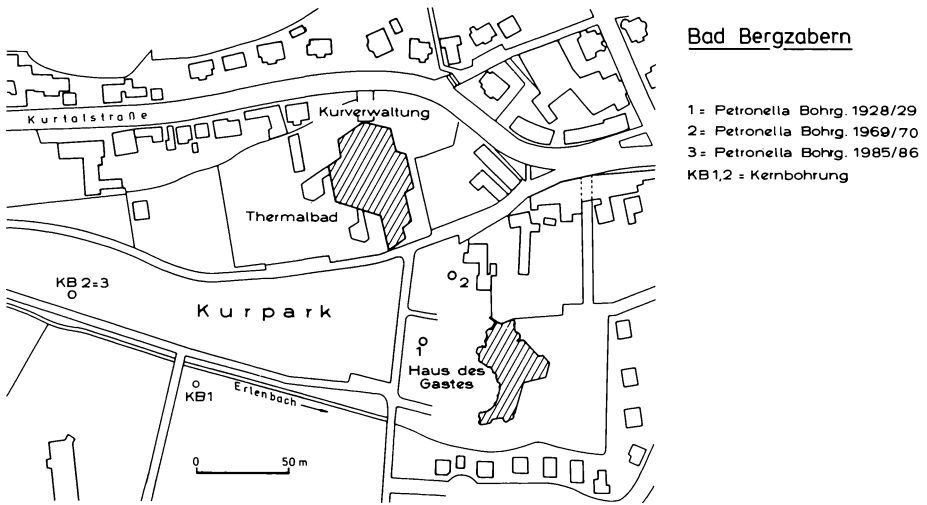 Bad Bergzabern
1 = Petronella Bohrg. 1928/29
2 = Petronella Bohrg. 1969/70
3 = Petronella Bohrg. 1985/86
KB 1,2 = Kernbohrung
Kurtalstraße
Kurverwaltung
Thermalbad
KB 2=3
2
Kurpark
1
Haus des
Gastes
KB1
Erlenbach
0 50 m